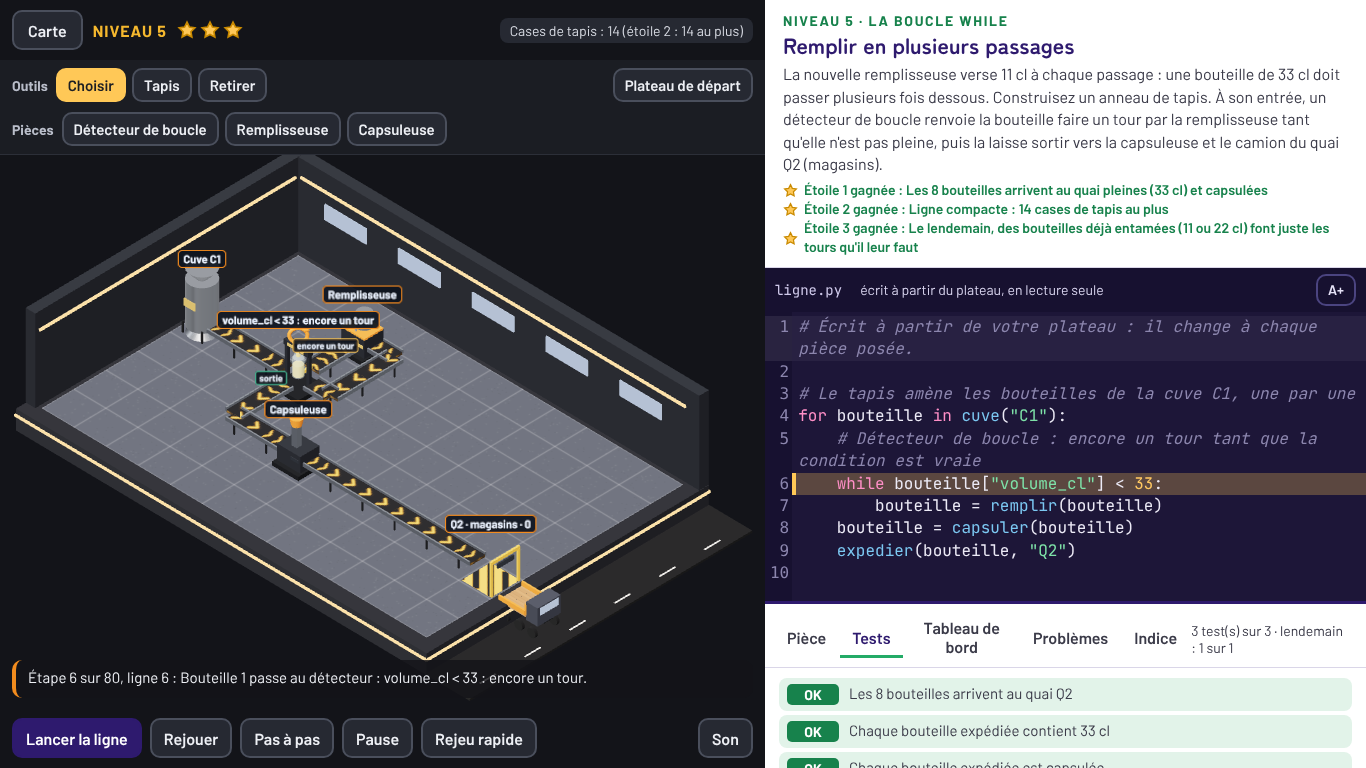 Carte
NIVEAU 5
Cases de tapis : 14 (étoile 2 : 14 au plus)
Outils
Choisir
Tapis
Retirer
Plateau de départ
Pièces
Détecteur de boucle
Remplisseuse
Capsuleuse
Cuve C1
Remplisseuse
volume_cl < 33 : encore un tour
encore un tour
sortie
Capsuleuse
Q2 · magasins · 0
Étape 6 sur 80, ligne 6 : Bouteille 1 passe au détecteur : volume_cl < 33 : encore un tour.
Lancer la ligne
Rejouer
Pas à pas
Pause
Rejeu rapide
Son
NIVEAU 5 · LA BOUCLE WHILE
Remplir en plusieurs passages
La nouvelle remplisseuse verse 11 cl à chaque passage : une bouteille de 33 cl doit
passer plusieurs fois dessous. Construisez un anneau de tapis. À son entrée, un
détecteur de boucle renvoie la bouteille faire un tour par la remplisseuse tant
qu'elle n'est pas pleine, puis la laisse sortir vers la capsuleuse et le camion du quai
Q2 (magasins).
Étoile 1 gagnée : Les 8 bouteilles arrivent au quai pleines (33 cl) et capsulées
Étoile 2 gagnée : Ligne compacte : 14 cases de tapis au plus
Étoile 3 gagnée : Le lendemain, des bouteilles déjà entamées (11 ou 22 cl) font juste les
tours qu'il leur faut
ligne.py
écrit à partir du plateau, en lecture seule
A+
1 # Écrit à partir de votre plateau : il change à chaque
pièce posée.
2
3 # Le tapis amène les bouteilles de la cuve C1, une par une
4 for bouteille in cuve("C1"):
5     # Détecteur de boucle : encore un tour tant que la
condition est vraie
6     while bouteille["volume_cl"] < 33:
7         bouteille = remplir(bouteille)
8     bouteille = capsuler(bouteille)
9     expedier(bouteille, "Q2")
10
Pièce
Tests
Tableau de
bord
Problèmes
Indice
3 test(s) sur 3 · lendemain
: 1 sur 1
OK Les 8 bouteilles arrivent au quai Q2
OK Chaque bouteille expédiée contient 33 cl
OK Chaque bouteille expédiée est capsulée